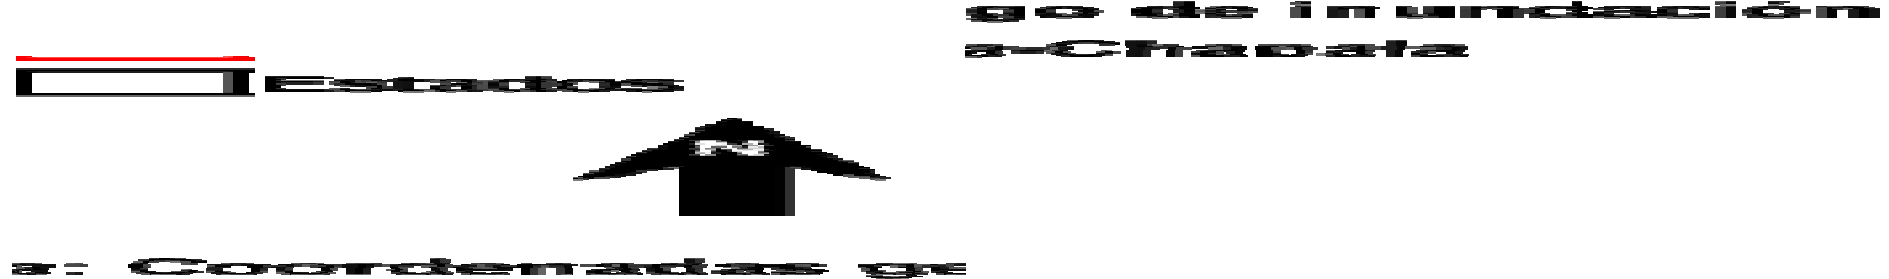 go de inundación
a-Chapala
Estados
N
a: Coordenadas ge